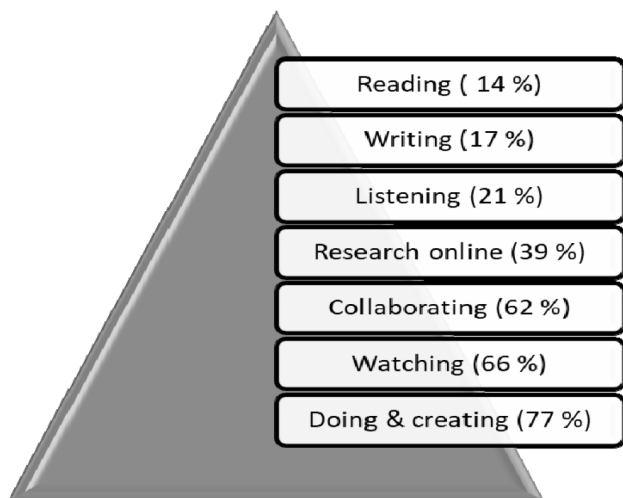 Reading ( 14 %)
Writing (17 %)
Listening (21 %)
Research online (39 %)
Collaborating (62 %)
Watching (66 %)
Doing & creating (77 %)